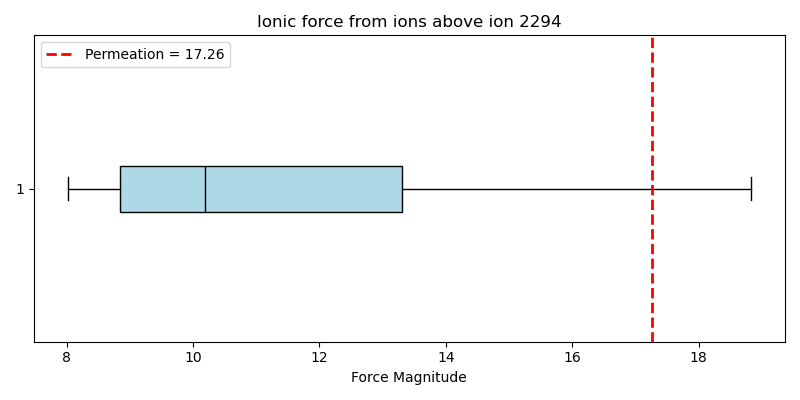 Ionic force from ions above ion 2294
Permeation = 17.26
1
8 10 12 14 16 18
Force Magnitude